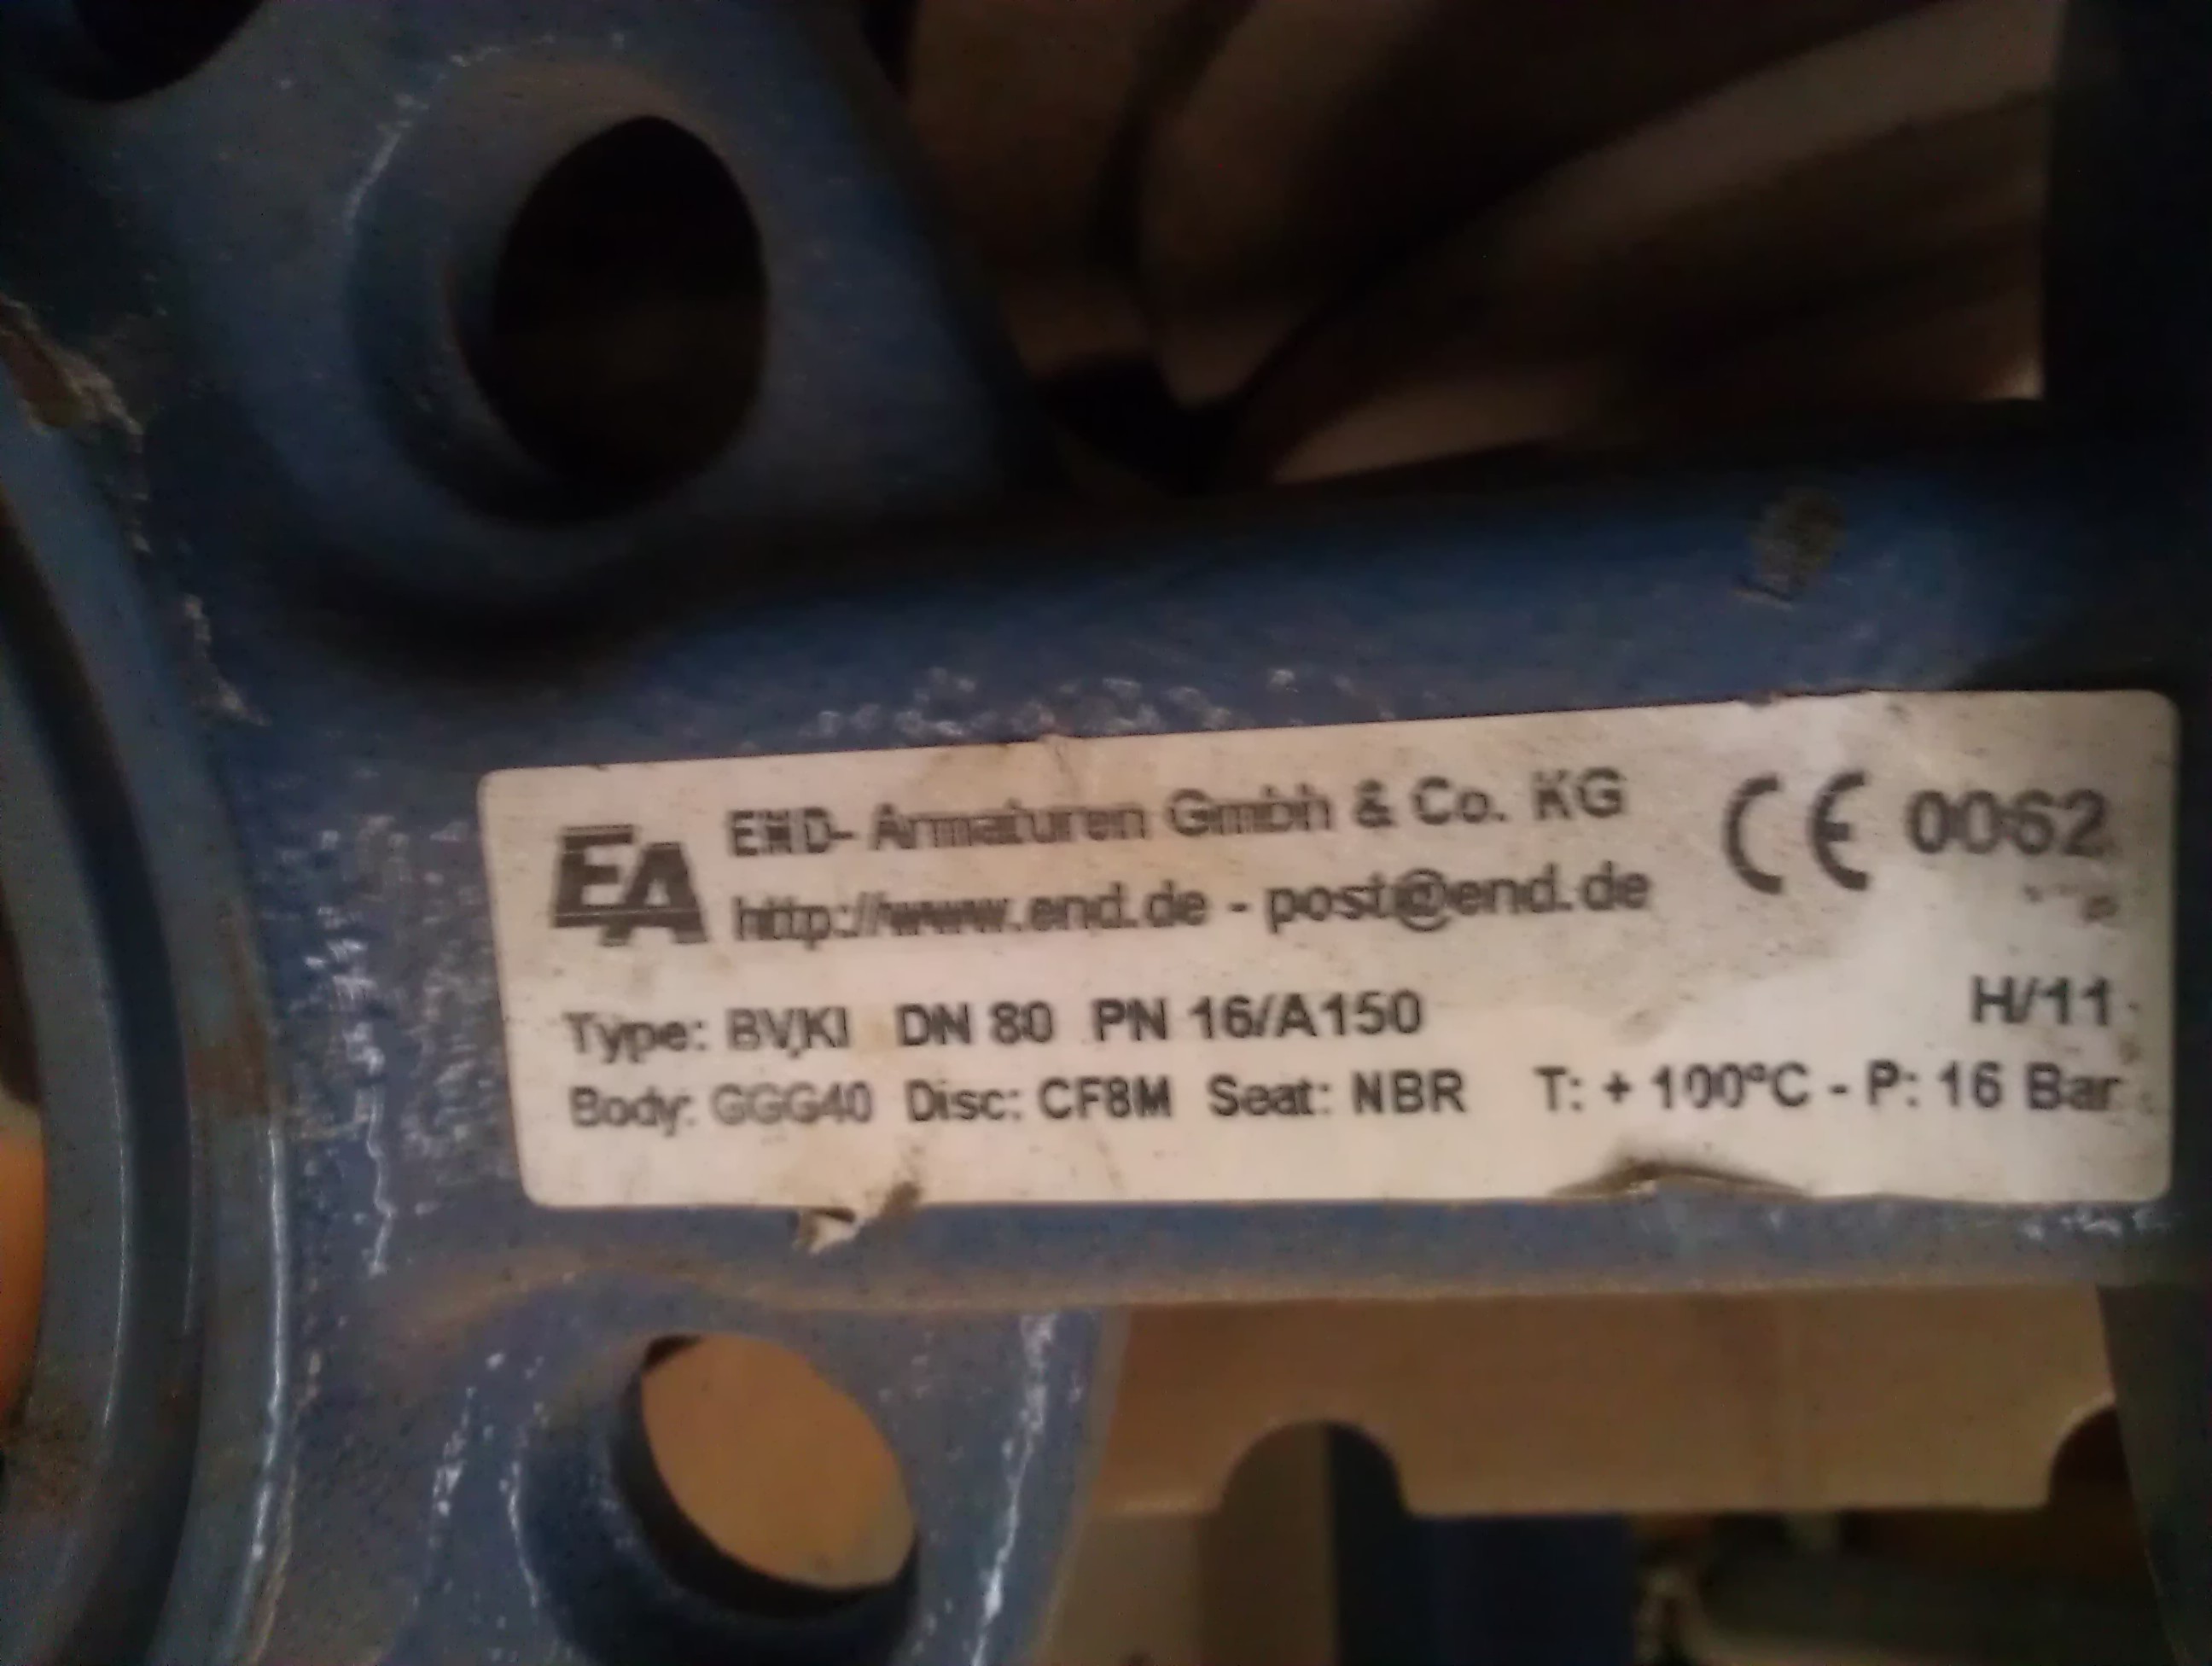 EA
END- Armaturen Gmbh & Co. KG
http://www.end.de - post@end.de
CE 0062
Type: BVKI DN 80 PN 16/A150 H/11
Body: GGG40 Disc: CF8M Seat: NBR T: + 100°C - P: 16 Bar